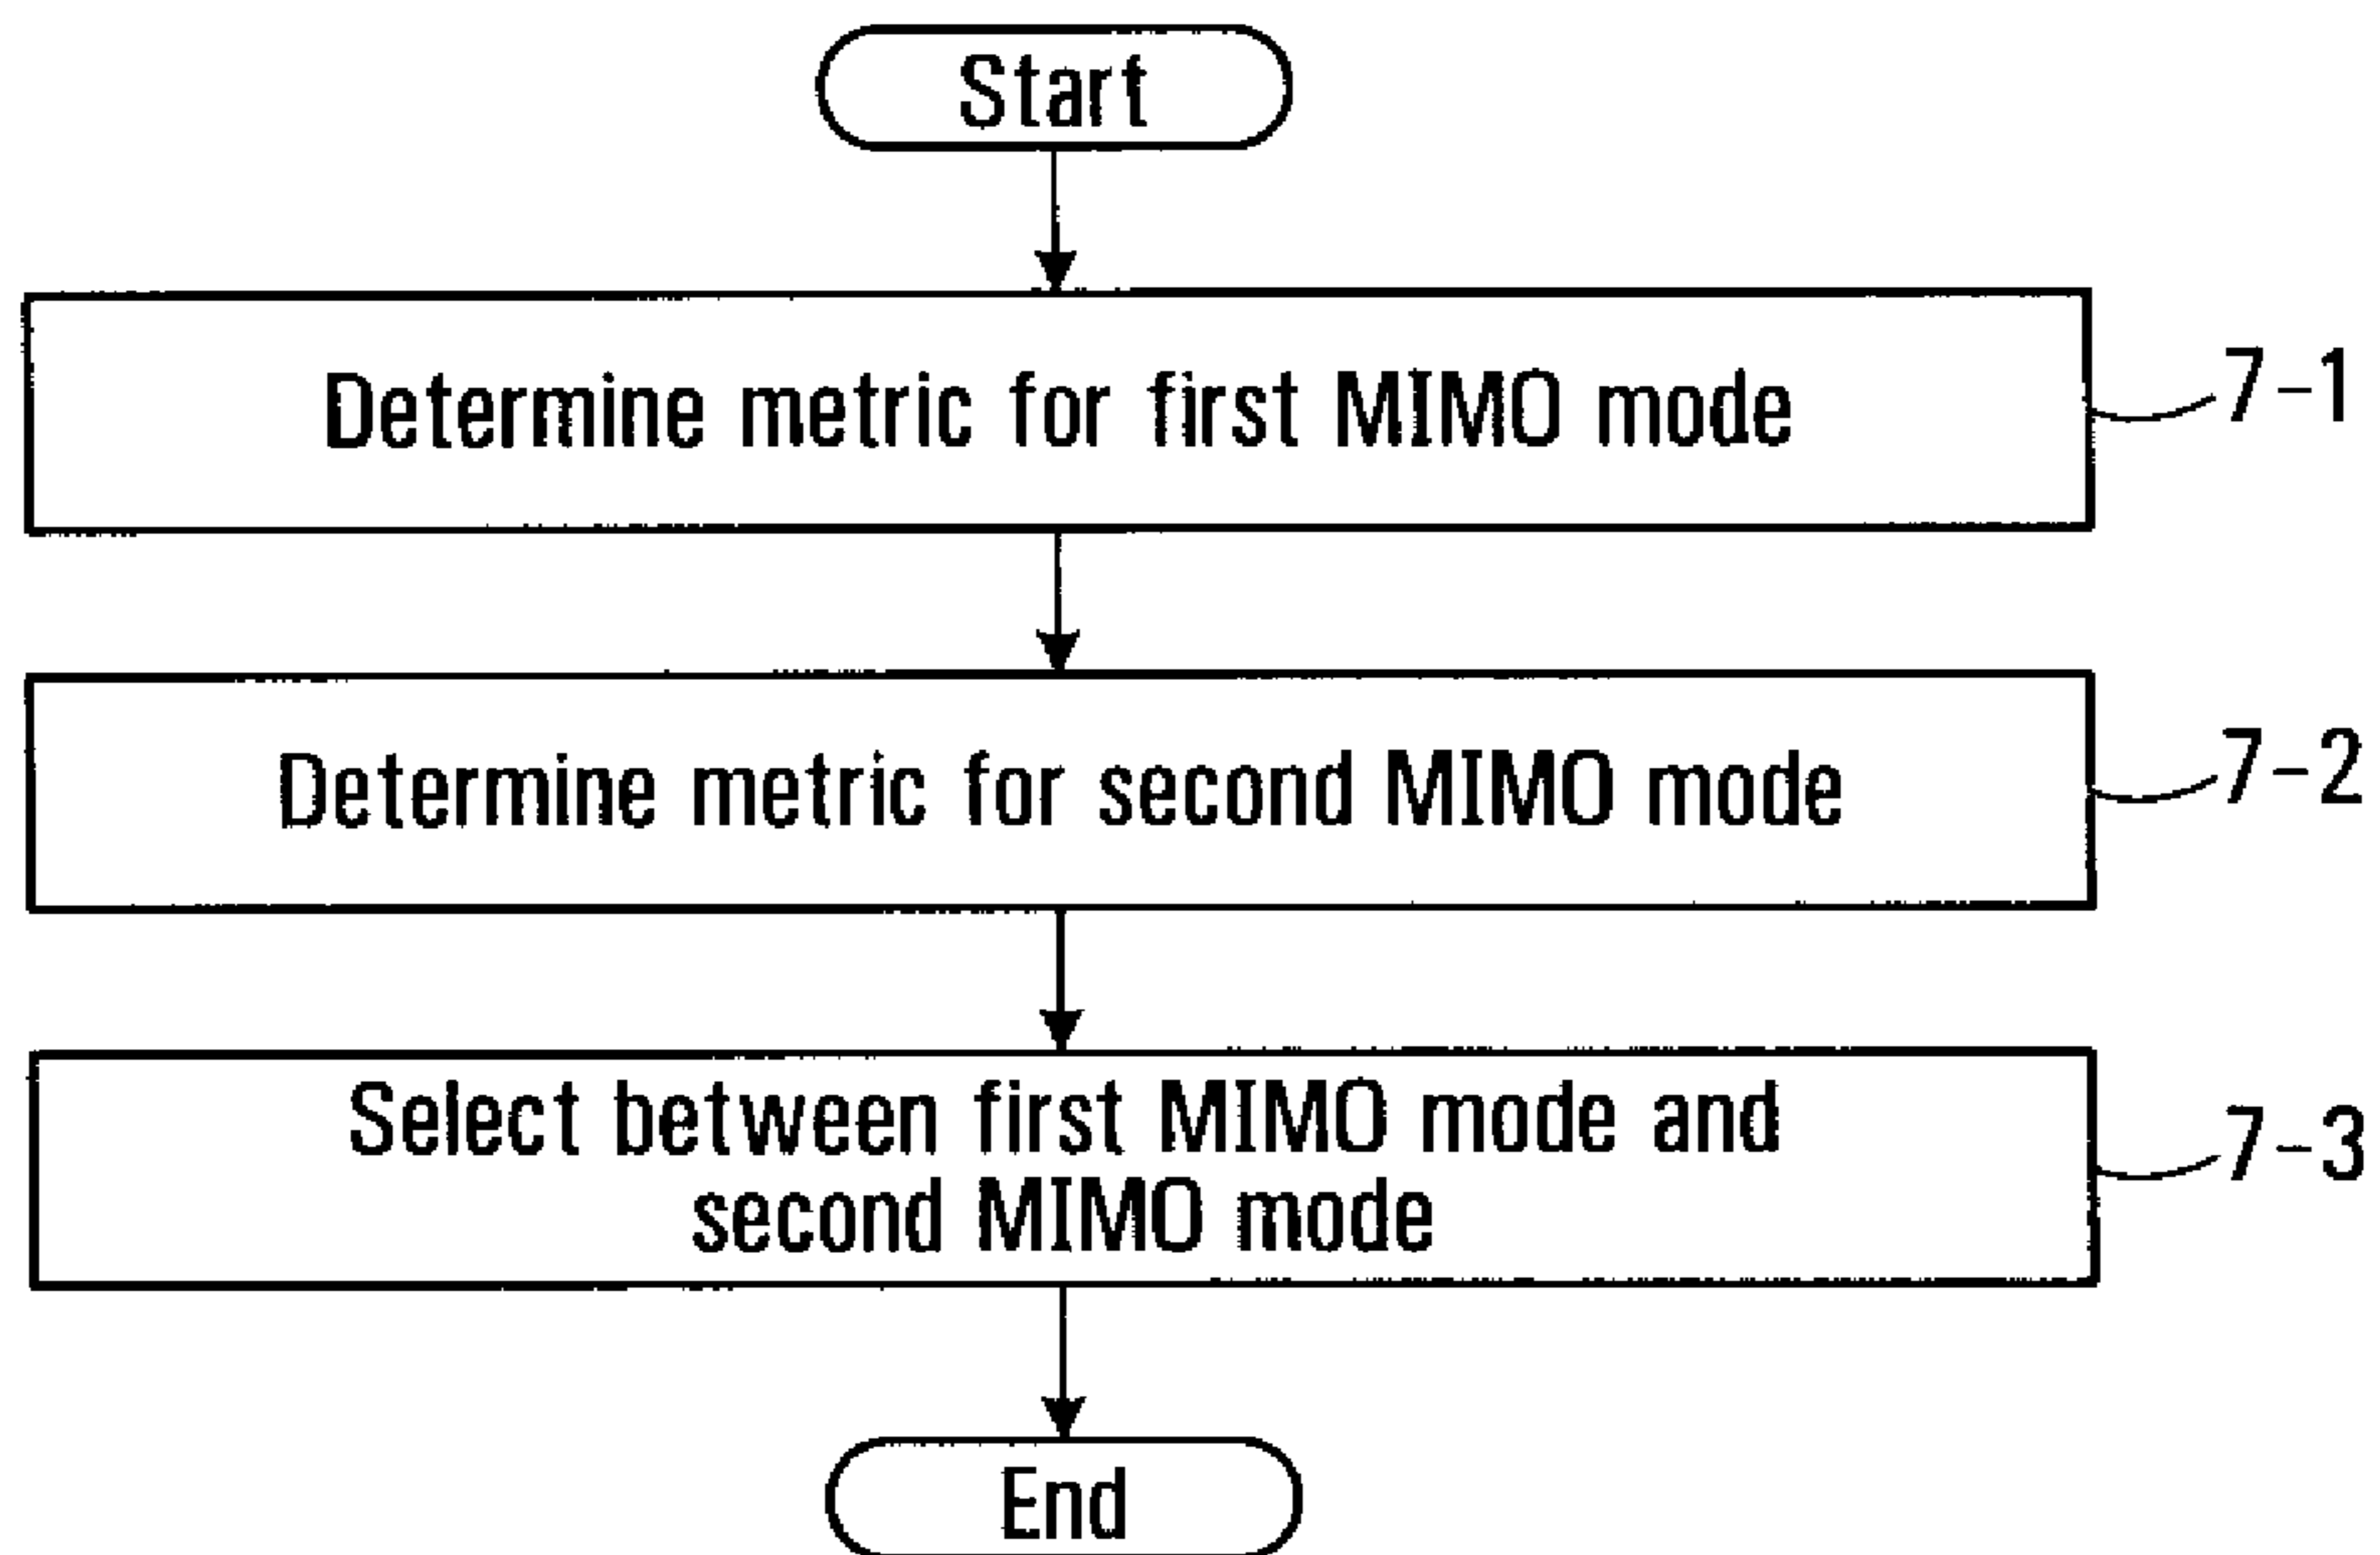 Start
Determine metric for first MIMO mode
7-1
Determine metric for second MIMO mode
7-2
Select between first MIMO mode and
second MIMO mode
7-3
End